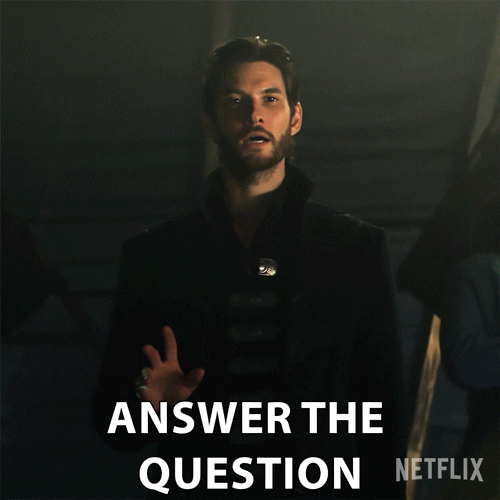 ANSWER THE
QUESTION
NETFLIX